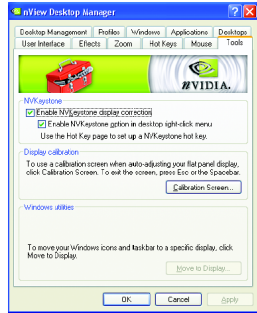 nView Desktop Manager
Desktop Management Profiles Windows Applications Desktops
User Interface Effects Zoom Hot Keys Mouse Tools
NVIDIA.
NVKeystone
Enable NVKeystone display correction
Enable NVKeystone option in desktop right-click menu
Use the Hot Key page to set up a NVKeystone hot key.
Display calibration
To use a calibration screen when auto-adjusting your flat panel display,
click Calibration Screen. To exit the screen, press Esc or the Spacebar.
Calibration Screen...
Windows utilities
To move your Windows icons and taskbar to a specific display, click
Move to Display.
Move to Display...
OK Cancel Apply